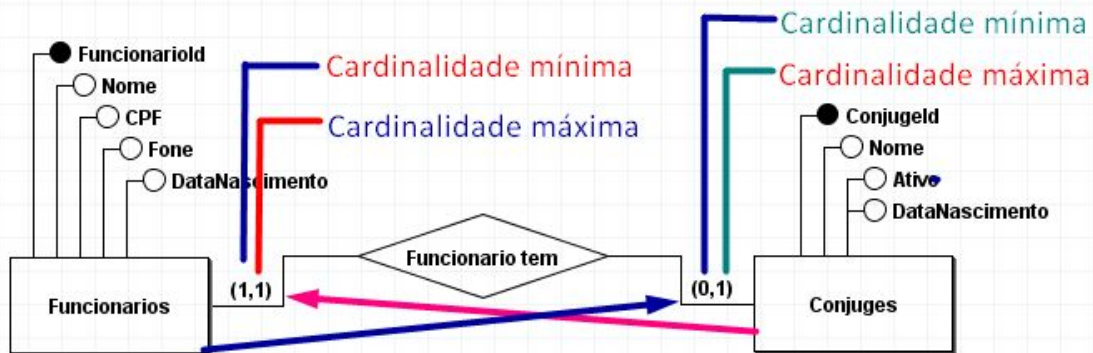 Cardinalidade mínima
Cardinalidade máxima
FuncionarioId
Nome
CPF
Fone
DataNascimento
Cardinalidade mínima
Cardinalidade máxima
ConjugeId
Nome
Ativo
DataNascimento
Funcionarios
(1,1)
Funcionario tem
(0,1)
Conjuges